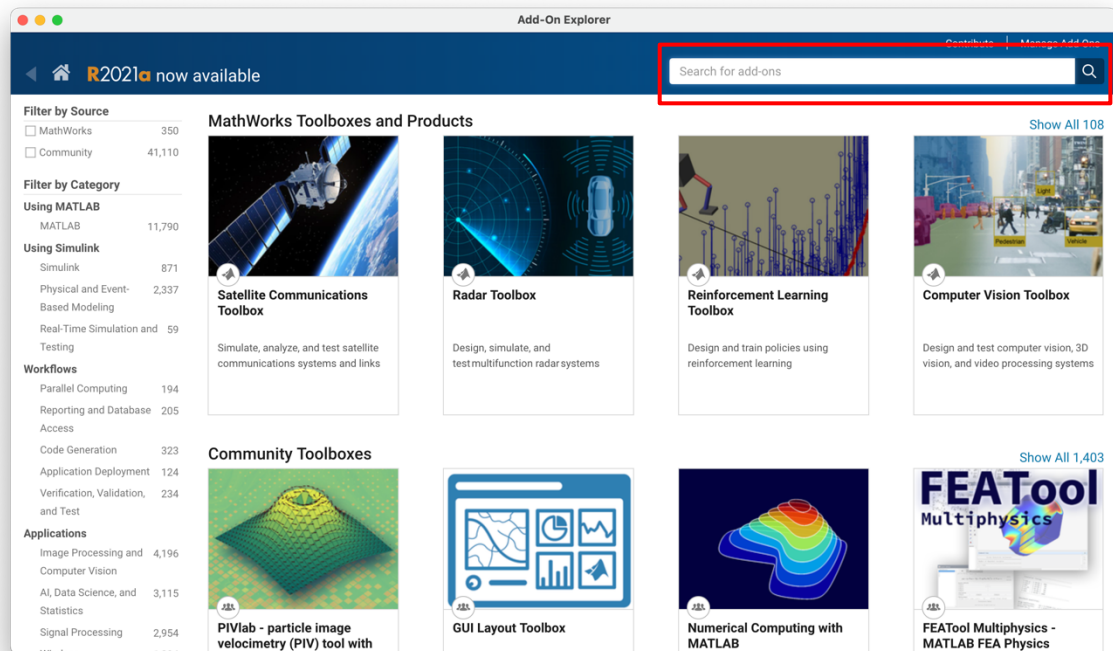 Add-On Explorer
Contribute | Manage Add-Ons
R2021a now available
Search for add-ons
Filter by Source
MathWorks 350
Community 41,110
Filter by Category
Using MATLAB
MATLAB 11,790
Using Simulink
Simulink 871
Physical and Event- 2,337
Based Modeling
Real-Time Simulation and 59
Testing
Workflows
Parallel Computing 194
Reporting and Database 205
Access
Code Generation 323
Application Deployment 124
Verification, Validation, 234
and Test
Applications
Image Processing and 4,196
Computer Vision
AI, Data Science, and 3,115
Statistics
Signal Processing 2,954
MathWorks Toolboxes and Products
Show All 108
Satellite Communications
Toolbox
Simulate, analyze, and test satellite
communications systems and links
Radar Toolbox
Design, simulate, and
test multifunction radar systems
Reinforcement Learning
Toolbox
Design and train policies using
reinforcement learning
Light
Pedestrian
Vehicle
Computer Vision Toolbox
Design and test computer vision, 3D
vision, and video processing systems
Community Toolboxes
Show All 1,403
PIVlab - particle image
velocimetry (PIV) tool with
GUI Layout Toolbox
Numerical Computing with
MATLAB
FEATool
Multiphysics
FEATool Multiphysics -
MATLAB FEA Physics